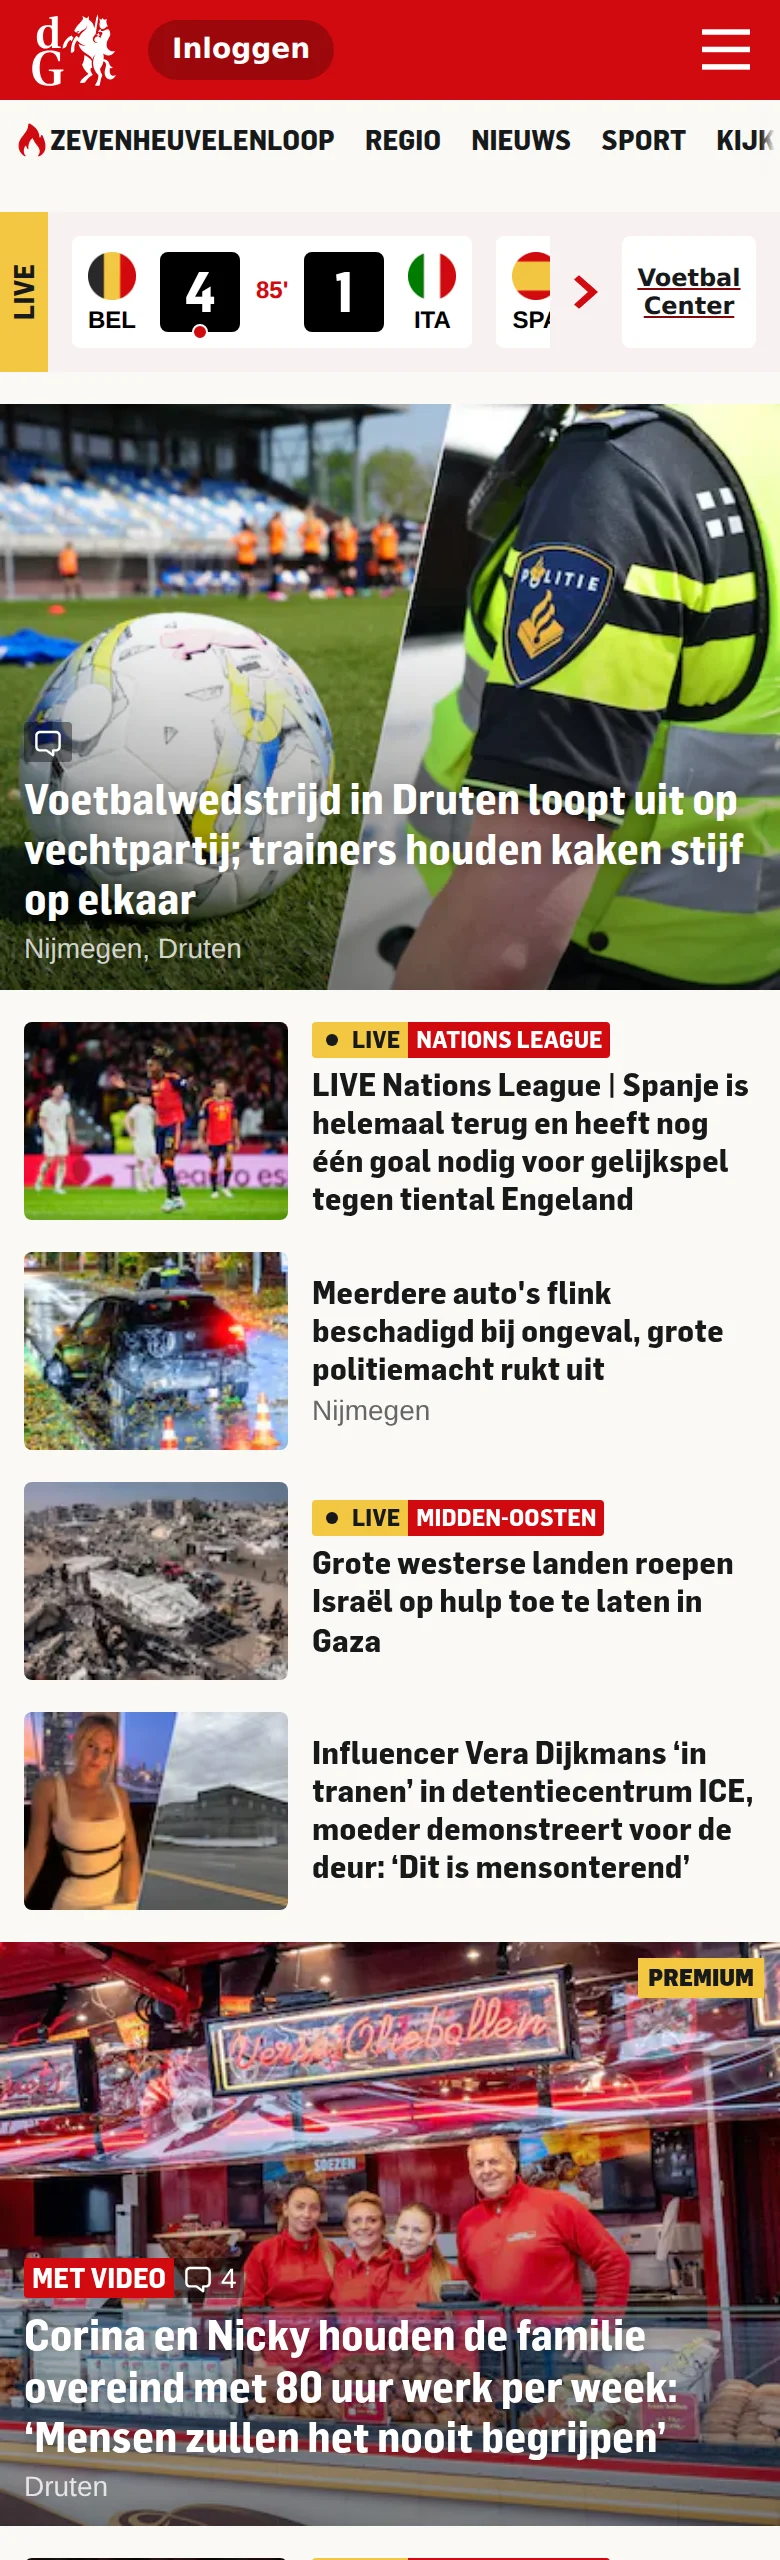 dG
Inloggen
ZEVENHEUVELENLOOP REGIO NIEUWS SPORT KIJK
LIVE
BEL 4 85' 1 ITA
SPA
Voetbal
Center
POLITIE
Voetbalwedstrijd in Druten loopt uit op
vechtpartij; trainers houden kaken stijf
op elkaar
Nijmegen, Druten
LIVE NATIONS LEAGUE
LIVE Nations League | Spanje is
helemaal terug en heeft nog
één goal nodig voor gelijkspel
tegen tiental Engeland
Meerdere auto's flink
beschadigd bij ongeval, grote
politiemacht rukt uit
Nijmegen
LIVE MIDDEN-OOSTEN
Grote westerse landen roepen
Israël op hulp toe te laten in
Gaza
Influencer Vera Dijkmans ‘in
tranen’ in detentiecentrum ICE,
moeder demonstreert voor de
deur: ‘Dit is mensonterend’
PREMIUM
Verse Oliebollen
MET VIDEO 4
Corina en Nicky houden de familie
overeind met 80 uur werk per week:
‘Mensen zullen het nooit begrijpen’
Druten